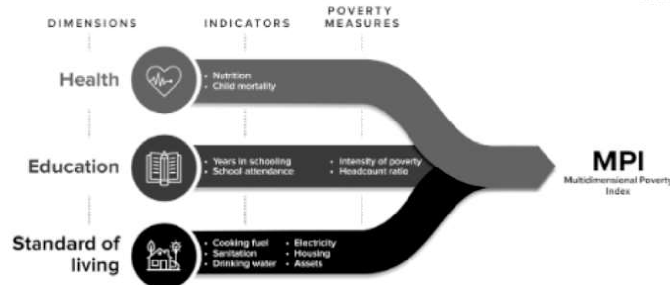 DIMENSIONS
INDICATORS
POVERTY
MEASURES
Health
• Nutrition
• Child mortality
Education
• Years in schooling
• School attendance
• Intensity of poverty
• Headcount ratio
MPI
Multidimensional Poverty
Index
Standard of
living
• Cooking fuel
• Sanitation
• Drinking water
• Electricity
• Housing
• Assets